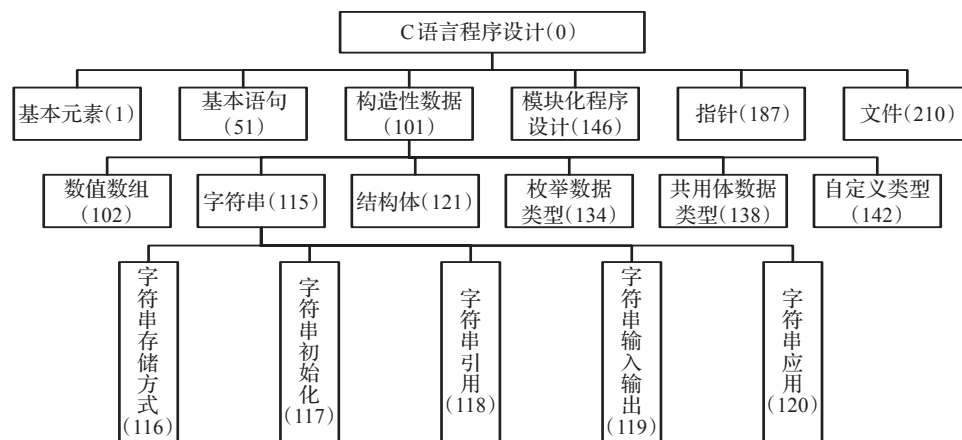 C语言程序设计(0)
基本元素(1)
基本语句
(51)
构造性数据
(101)
模块化程序
设计(146)
指针(187)
文件(210)
数值数组
(102)
字符串(115)
结构体(121)
枚举数据
类型(134)
共用体数据
类型(138)
自定义类型
(142)
字符串存储方式
(116)
字符串初始化
(117)
字符串引用
(118)
字符串输入输出
(119)
字符串应用
(120)